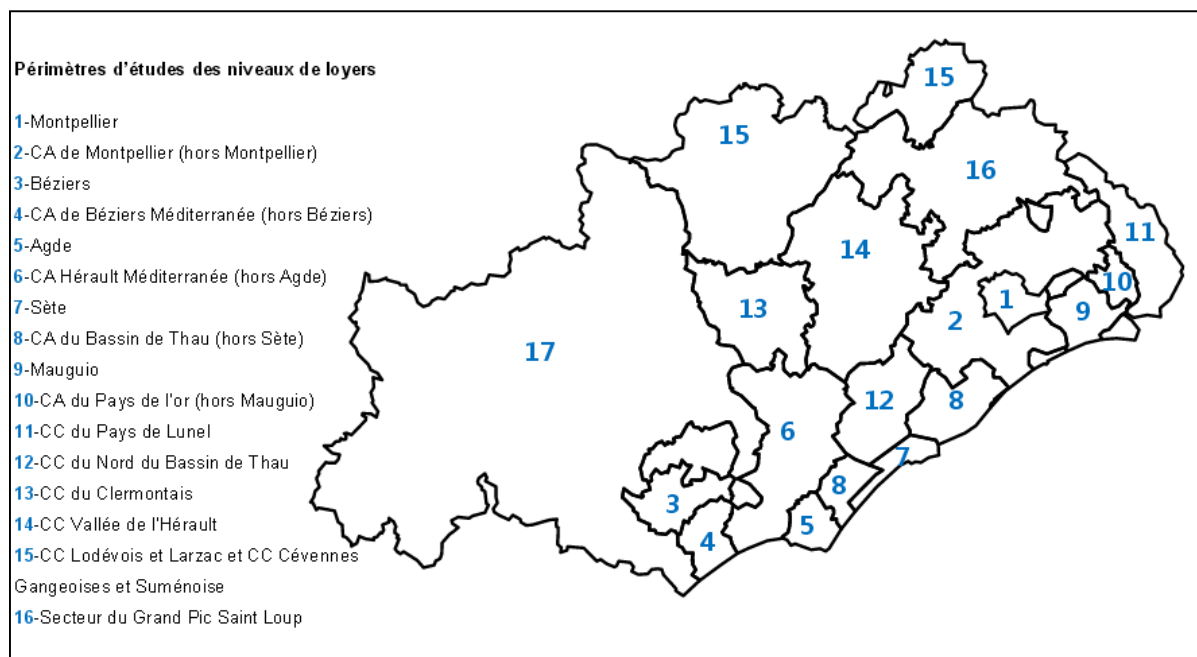 Périmètres d'études des niveaux de loyers
1-Montpellier
2-CA de Montpellier (hors Montpellier)
3-Béziers
4-CA de Béziers Méditerranée (hors Béziers)
5-Agde
6-CA Hérault Méditerranée (hors Agde)
7-Sète
8-CA du Bassin de Thau (hors Sète)
9-Mauguio
10-CA du Pays de l'or (hors Mauguio)
11-CC du Pays de Lunel
12-CC du Nord du Bassin de Thau
13-CC du Clermontais
14-CC Vallée de l'Hérault
15-CC Lodévois et Larzac et CC Cévennes
Gangeoises et Suménoise
16-Secteur du Grand Pic Saint Loup
15
15
16
11
14
10
1
9
13
2
17
12
8
6
7
8
3
5
4